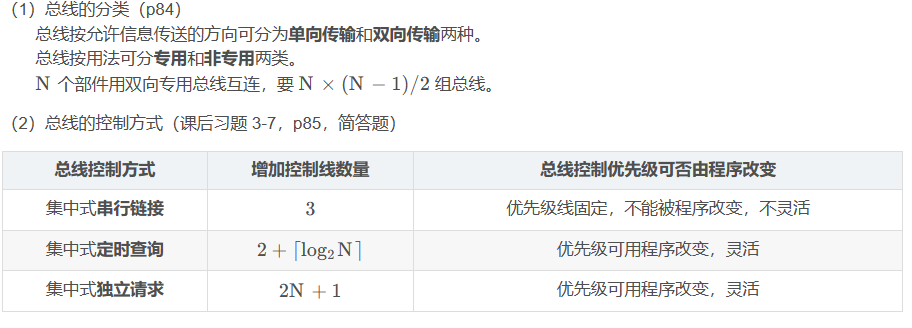 （1）总线的分类（p84）
总线按允许信息传送的方向可分为单向传输和双向传输两种。
总线按用法可分专用和非专用两类。
N 个部件用双向专用总线互连，要 N × (N − 1)/2 组总线。
（2）总线的控制方式（课后习题 3-7，p85，简答题）
总线控制方式 增加控制线数量 总线控制优先级可否由程序改变
集中式串行链接 3 优先级线固定，不能被程序改变，不灵活
集中式定时查询 2 + ⌈log₂N⌉ 优先级可用程序改变，灵活
集中式独立请求 2N + 1 优先级可用程序改变，灵活